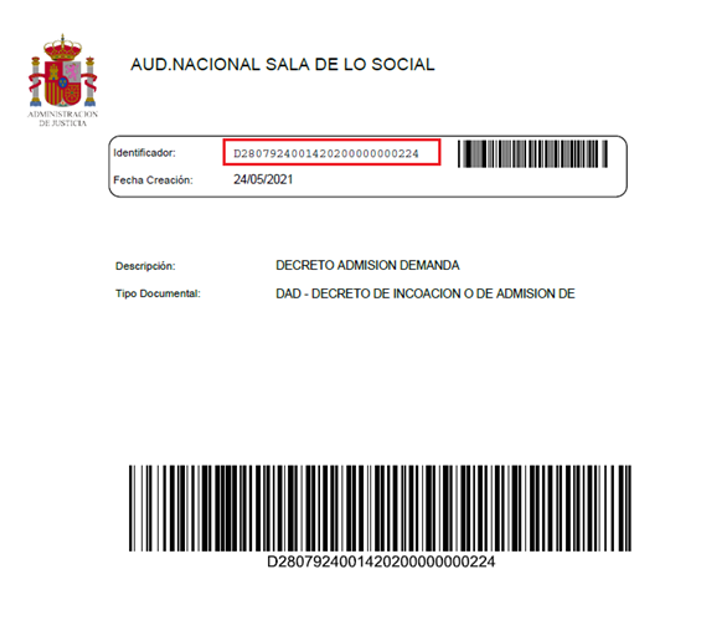 AUD.NACIONAL SALA DE LO SOCIAL
ADMINISTRACION
DE JUSTICIA
Identificador: D2807924001420200000000224
Fecha Creación: 24/05/2021
Descripción: DECRETO ADMISION DEMANDA
Tipo Documental: DAD - DECRETO DE INCOACION O DE ADMISION DE
D2807924001420200000000224